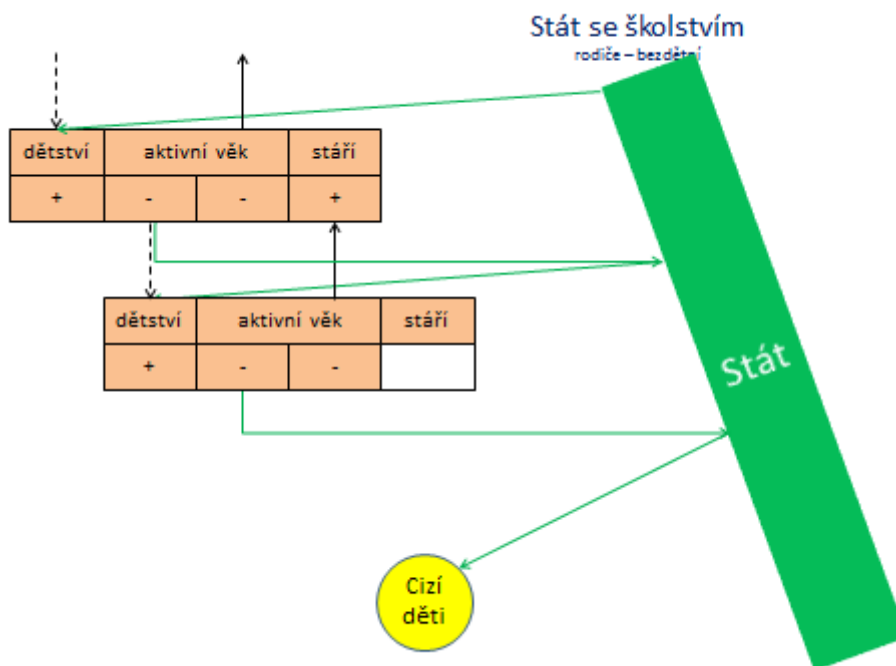 Stát se školstvím
rodiče – bezdětní
dětství aktivní věk stáří
+ - - +
dětství aktivní věk stáří
+ - -
Stát
Cizí
děti